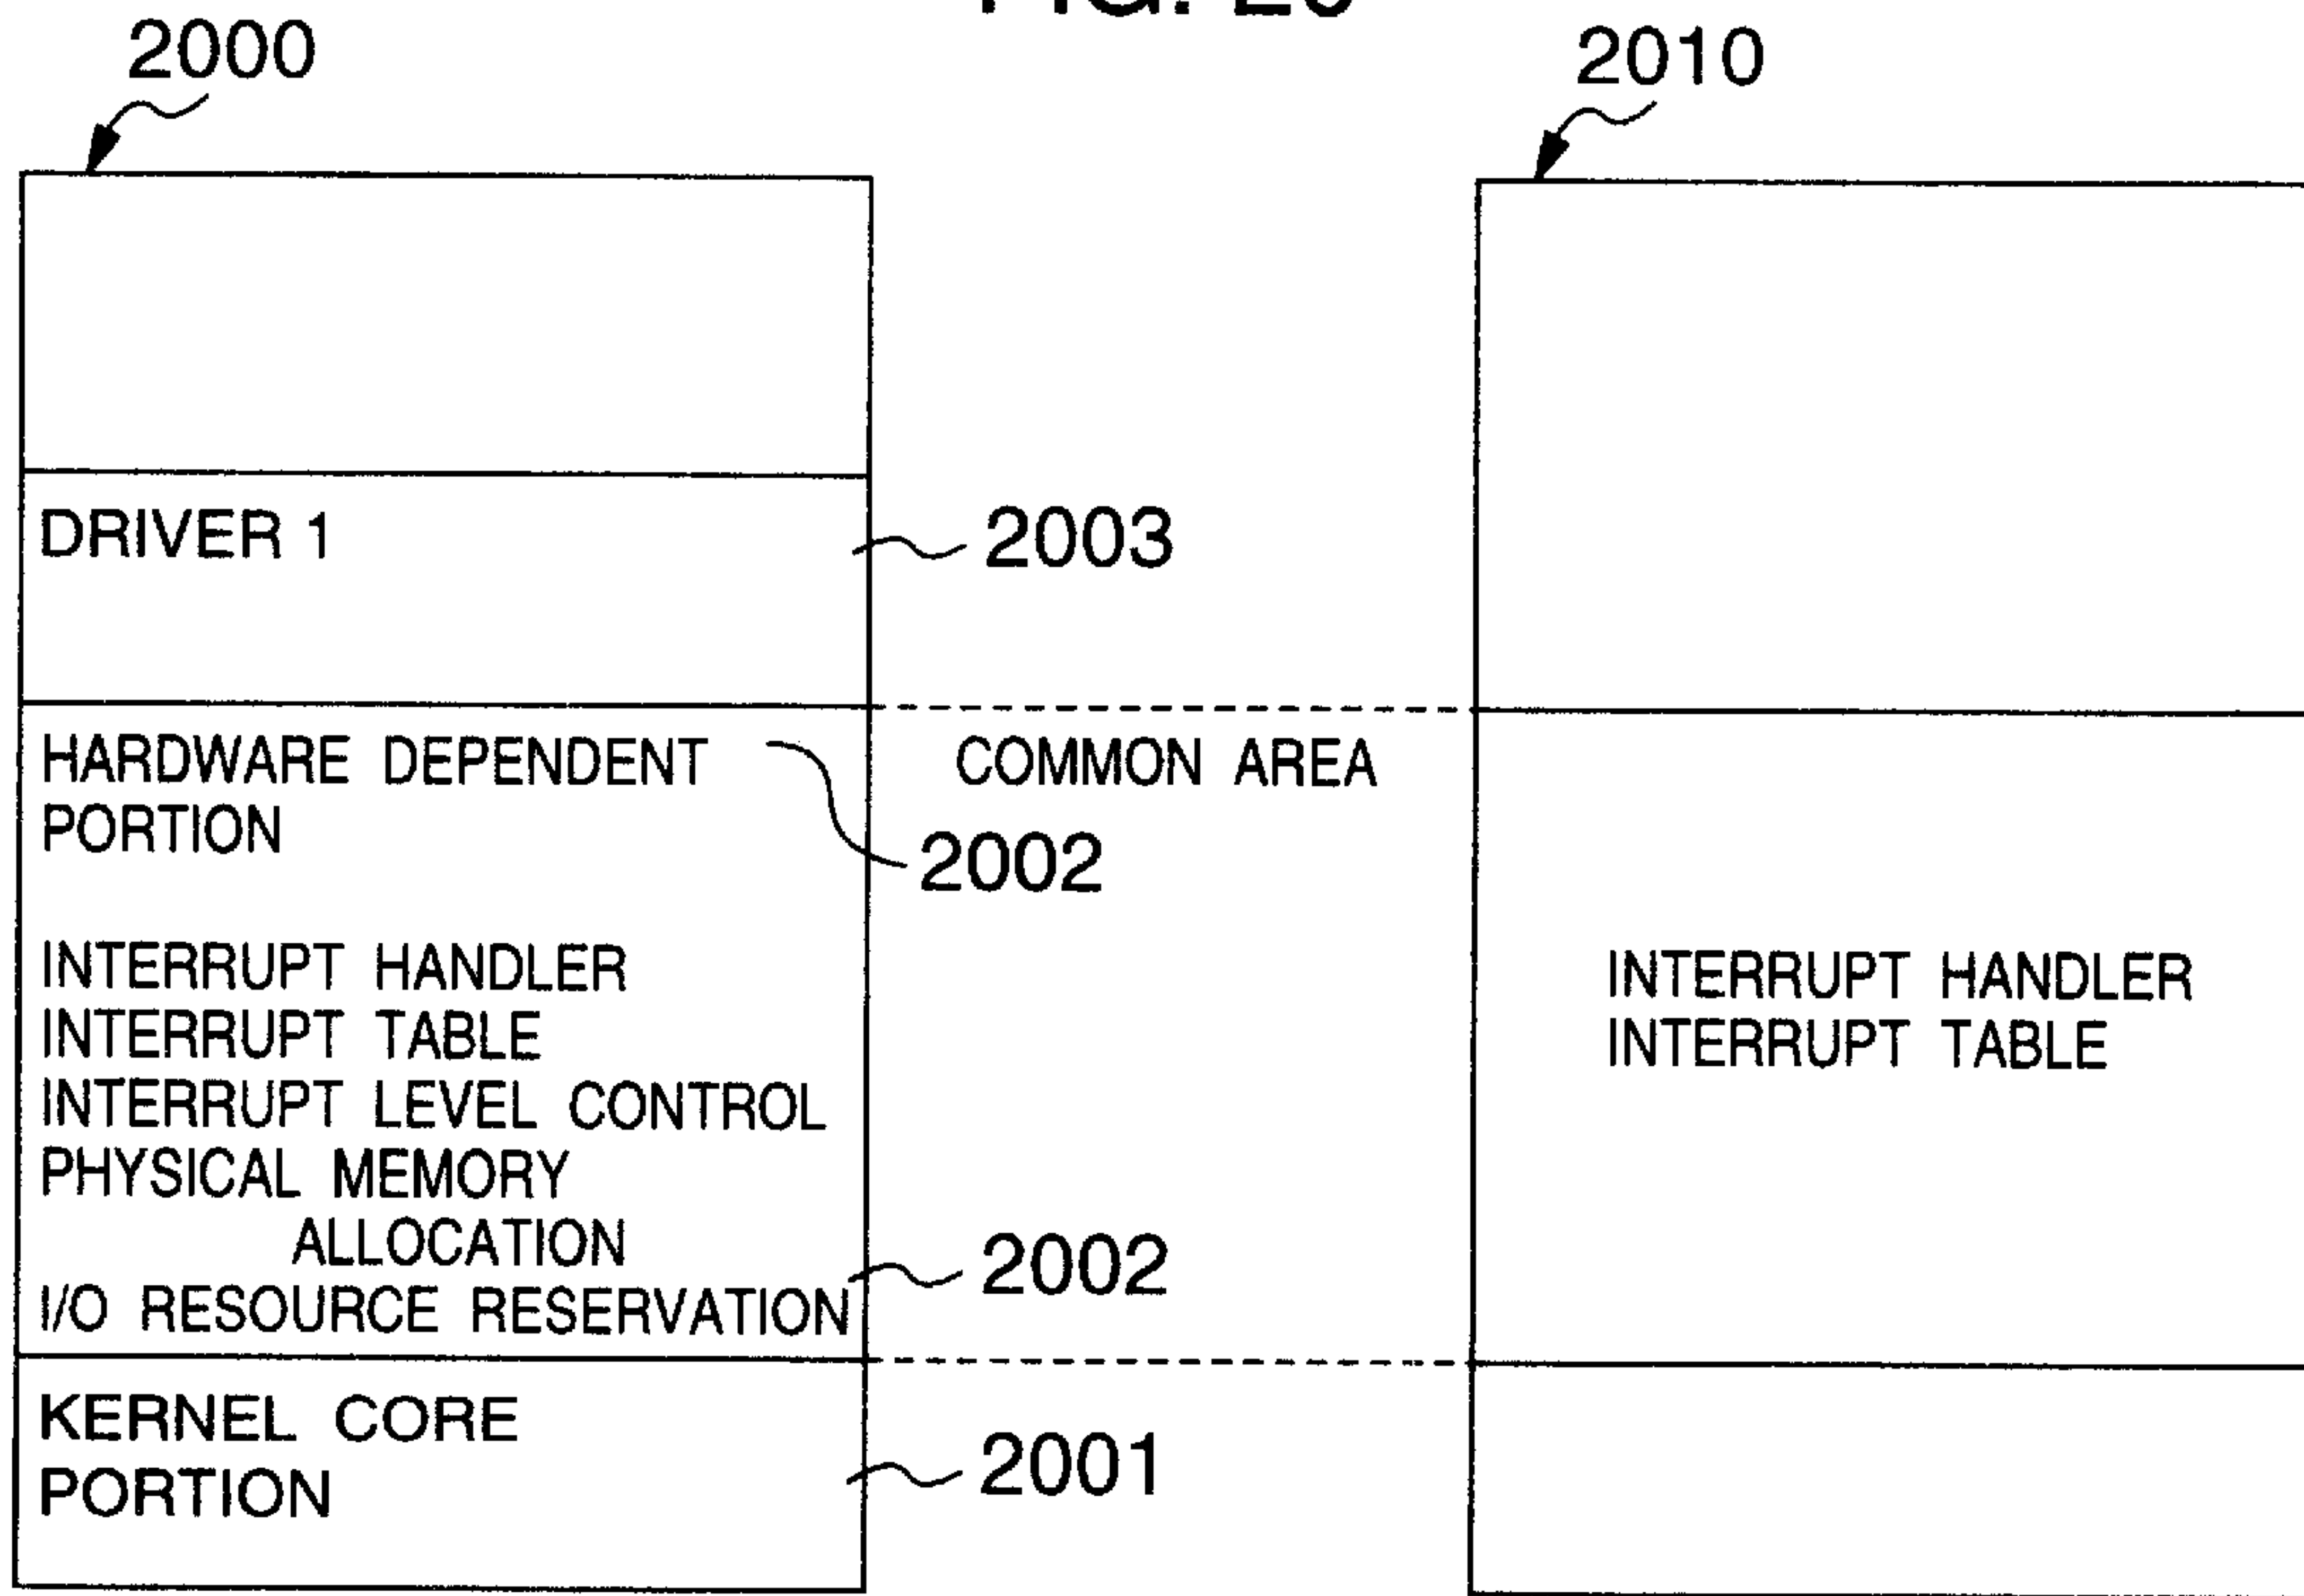 2000
2010
DRIVER 1
2003
HARDWARE DEPENDENT
PORTION
COMMON AREA
2002
INTERRUPT HANDLER
INTERRUPT TABLE
INTERRUPT LEVEL CONTROL
PHYSICAL MEMORY
ALLOCATION
I/O RESOURCE RESERVATION
2002
INTERRUPT HANDLER
INTERRUPT TABLE
KERNEL CORE
PORTION
2001